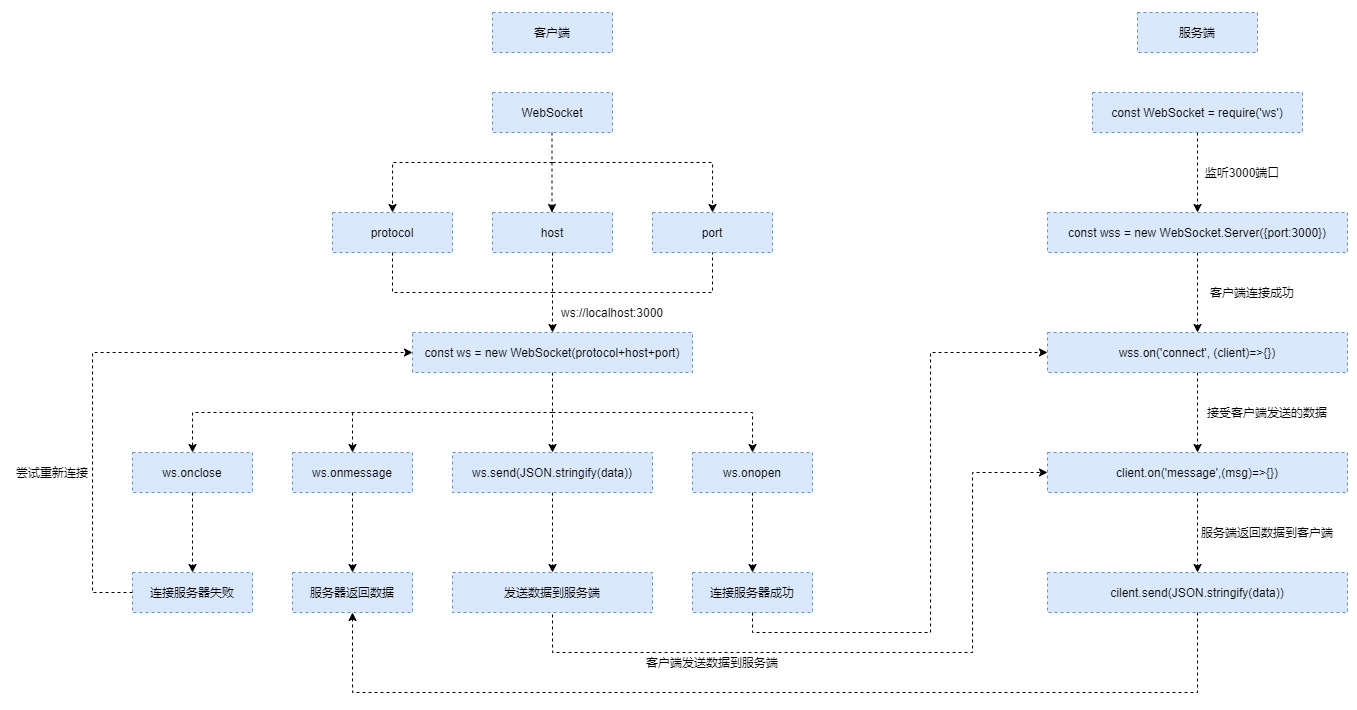 客户端
服务端
WebSocket
const WebSocket = require('ws')
监听3000端口
protocol
host
port
const wss = new WebSocket.Server({port:3000})
客户端连接成功
ws://localhost:3000
const ws = new WebSocket(protocol+host+port)
wss.on('connect', (client)=>{})
接受客户端发送的数据
尝试重新连接
ws.onclose
ws.onmessage
ws.send(JSON.stringify(data))
ws.onopen
client.on('message',(msg)=>{})
服务端返回数据到客户端
连接服务器失败
服务器返回数据
发送数据到服务端
连接服务器成功
cilent.send(JSON.stringify(data))
客户端发送数据到服务端